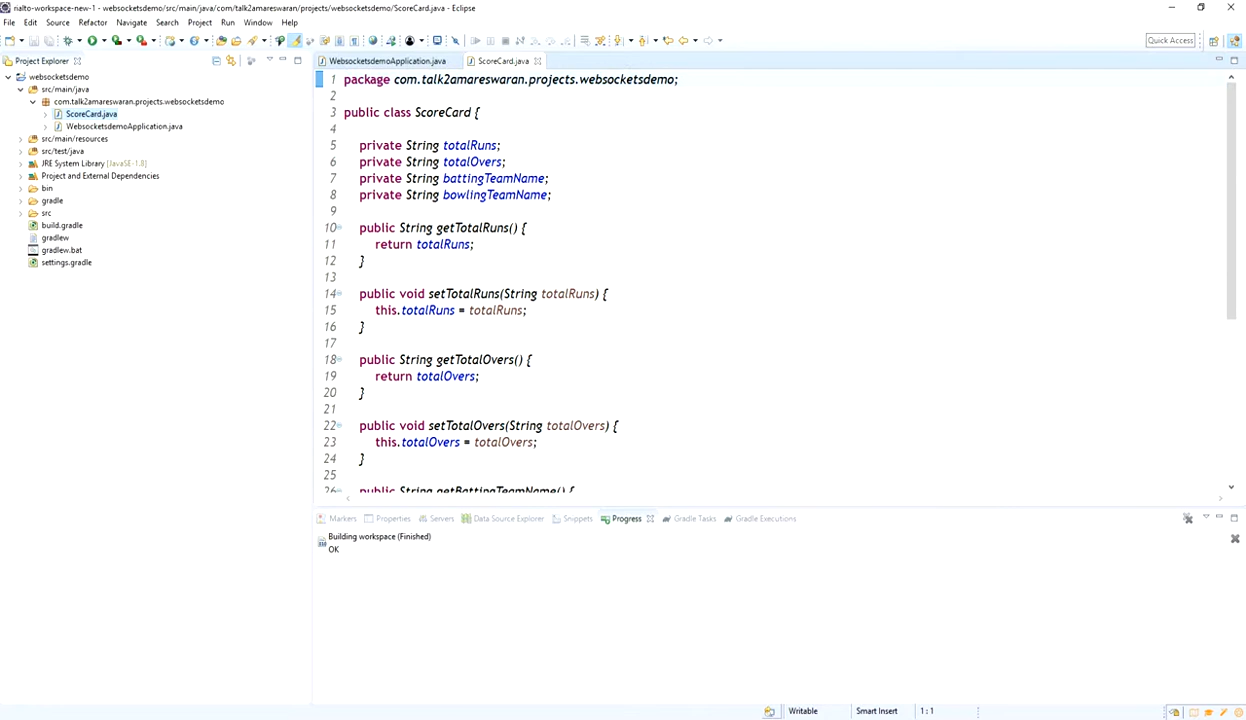 rialto-workspace-new-1 - websocketsdemo/src/main/java/com/talk2amareswaran/projects/websocketsdemo/ScoreCard.java - Eclipse
File Edit Source Refactor Navigate Search Project Run Window Help
Quick Access
Project Explorer
websocketsdemo
src/main/java
com.talk2amareswaran.projects.websocketsdemo
ScoreCard.java
WebsocketsdemoApplication.java
src/main/resources
src/test/java
JRE System Library [JavaSE-1.8]
Project and External Dependencies
bin
gradle
src
build.gradle
gradlew
gradlew.bat
settings.gradle
WebsocketsdemoApplication.java ScoreCard.java
1 package com.talk2amareswaran.projects.websocketsdemo;
2
3 public class ScoreCard {
4
5 private String totalRuns;
6 private String totalOvers;
7 private String battingTeamName;
8 private String bowlingTeamName;
9
10 public String getTotalRuns() {
11 return totalRuns;
12 }
13
14 public void setTotalRuns(String totalRuns) {
15 this.totalRuns = totalRuns;
16 }
17
18 public String getTotalOvers() {
19 return totalOvers;
20 }
21
22 public void setTotalOvers(String totalOvers) {
23 this.totalOvers = totalOvers;
24 }
25
26 public String getBattingTeamName() {
Markers Properties Servers Data Source Explorer Snippets Progress Gradle Tasks Gradle Executions
Building workspace (Finished)
OK
Writable Smart Insert 1 : 1